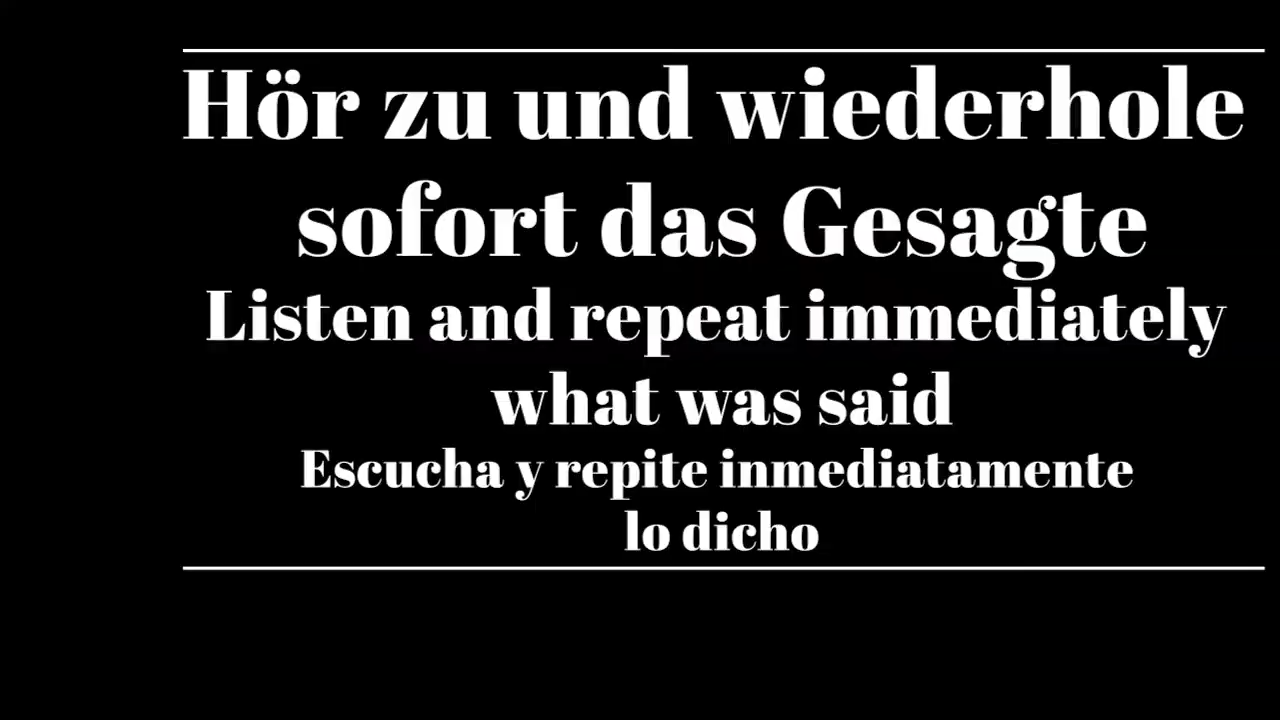 Hör zu und wiederhole
sofort das Gesagte
Listen and repeat immediately
what was said
Escucha y repite inmediatamente
lo dicho